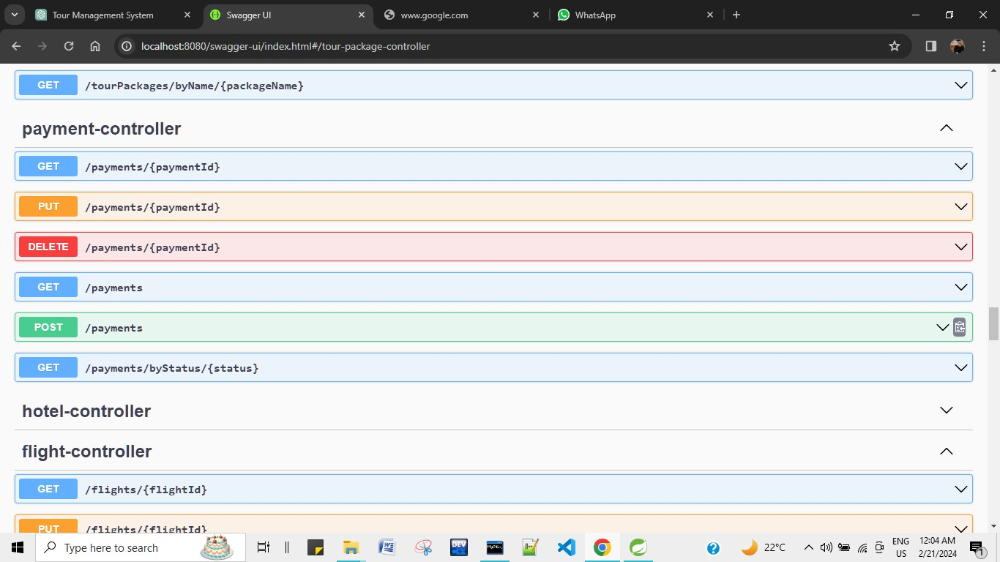 Tour Management System
Swagger UI
www.google.com
WhatsApp
localhost:8080/swagger-ui/index.html#/tour-package-controller
GET /tourPackages/byName/{packageName}
payment-controller
GET /payments/{paymentId}
PUT /payments/{paymentId}
DELETE /payments/{paymentId}
GET /payments
POST /payments
GET /payments/byStatus/{status}
hotel-controller
flight-controller
GET /flights/{flightId}
PUT /flights/{flightId}
Type here to search
DEV
MySQL
22°C
ENG
US
12:04 AM
2/21/2024
1